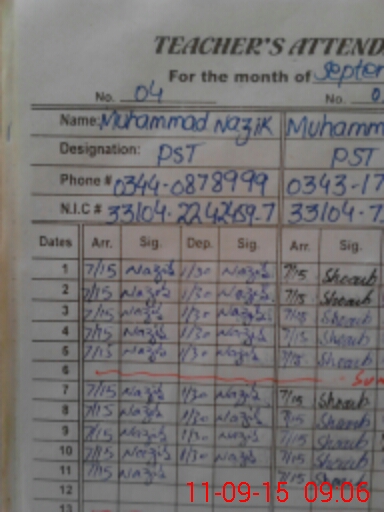 TEACHER'S ATTEND
For the month of Septem
No. 04 No. 0
Name: Muhammad Nazik Muhamm
Designation: PST PST
Phone # 0344-0878999 0343-17
N.I.C # 33104-2242459-7 33104-7
Dates Arr. Sig. Dep. Sig. Arr. Sig.
1 7/15 Nazik 1/30 Nazik 7/15 Shoaib
2 7/15 Nazik 1/30 Nazik 7/15 Shoaib
3 7/15 Nazik 1/30 Nazik 7/15 Shoaib
4 7/15 Nazik 1/30 Nazik 7/15 Shoaib
5 7/15 Nazik 1/30 Nazik 7/15 Shoaib
6 Sun
7 7/15 Nazik 1/30 Nazik 7/15 Shoaib
8 7/15 Nazik 1/30 Nazik 7/15 Shoaib
9 7/15 Nazik 1/30 Nazik 7/15 Shoaib
10 7/15 Nazik 1/30 Nazik 7/15 Shoaib
11 7/15 Nazik 7/15 Shoaib
12
13
11-09-15 09:06